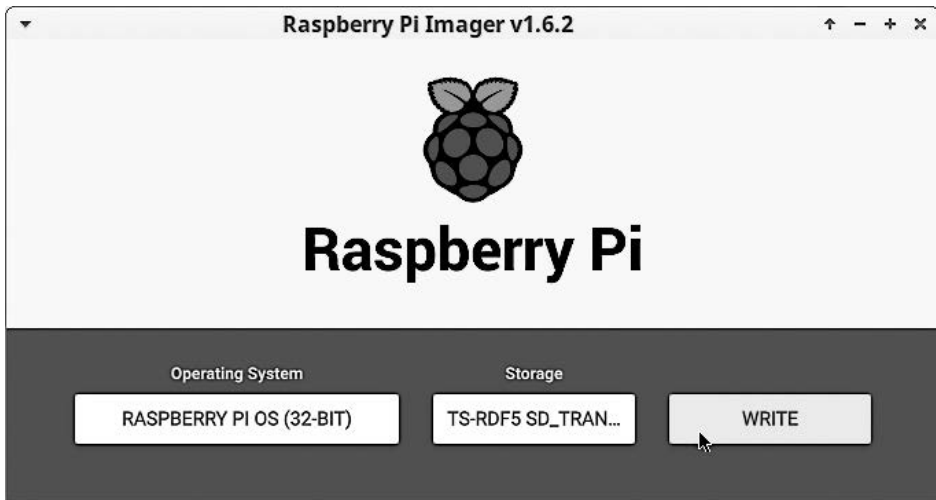 Raspberry Pi Imager v1.6.2
Raspberry Pi
Operating System
Storage
RASPBERRY PI OS (32-BIT)
TS-RDF5 SD_TRAN...
WRITE